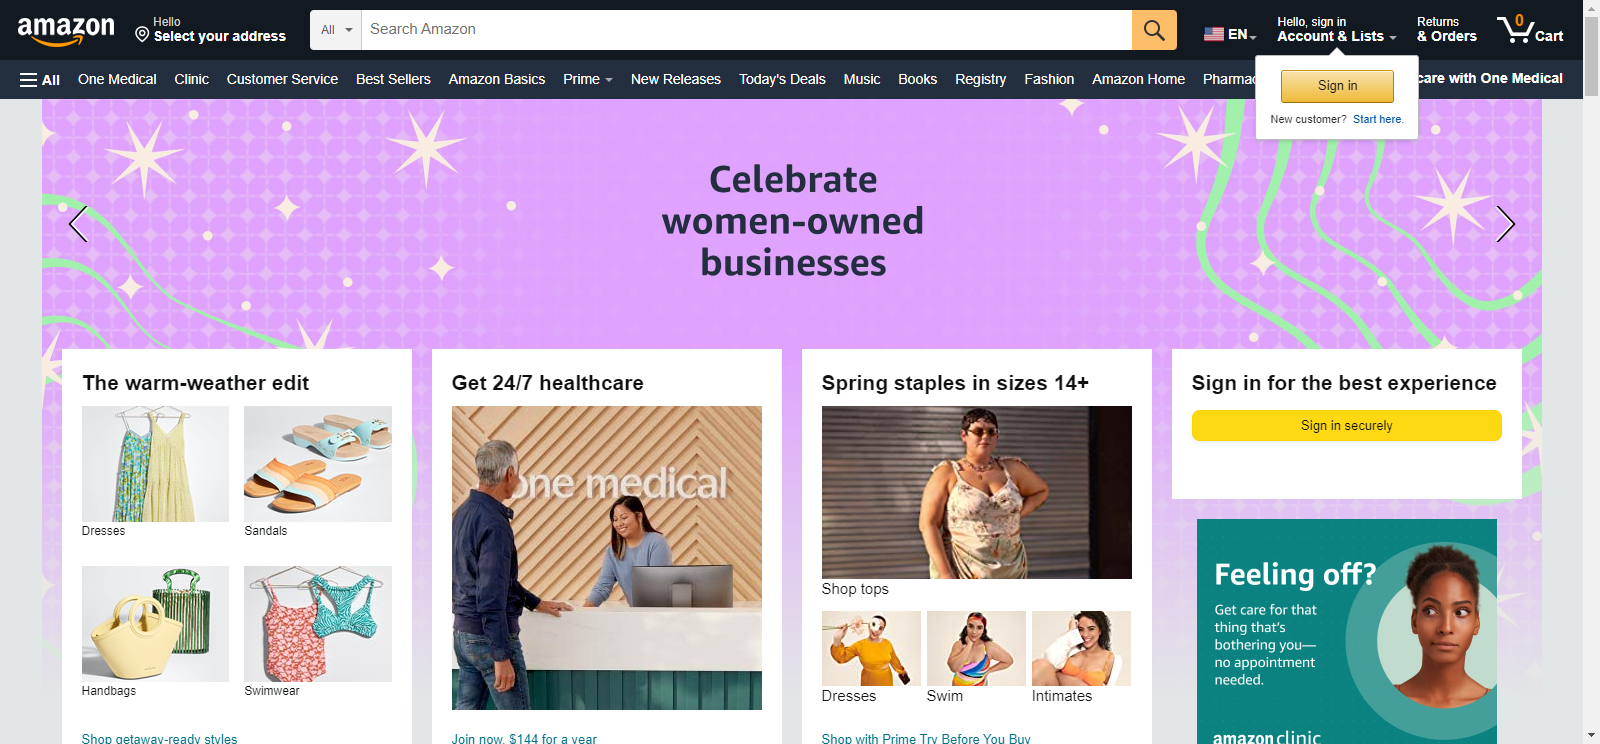 amazon
Hello
Select your address
All
Search Amazon
EN
Hello, sign in
Account & Lists
Returns
& Orders
0
Cart
All
One Medical
Clinic
Customer Service
Best Sellers
Amazon Basics
Prime
New Releases
Today's Deals
Music
Books
Registry
Fashion
Amazon Home
care with One Medical
Sign in
New customer? Start here.
Celebrate
women-owned
businesses
The warm-weather edit
Dresses
Sandals
Handbags
Swimwear
Shop getaway-ready styles
Get 24/7 healthcare
one medical
Join now, $144 for a year
Spring staples in sizes 14+
Shop tops
Dresses
Swim
Intimates
Shop with Prime Try Before You Buy
Sign in for the best experience
Sign in securely
Feeling off?
Get care for that
thing that's
bothering you—
no appointment
needed.
amazon clinic